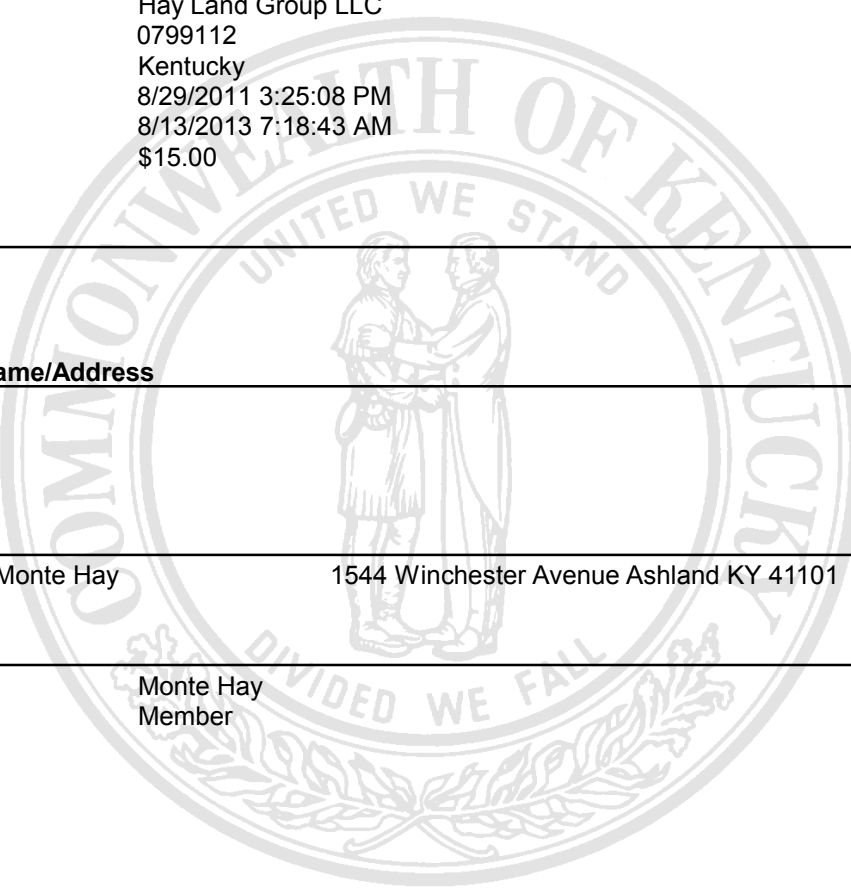 Hay Land Group LLC
0799112
Kentucky
8/29/2011 3:25:08 PM
8/13/2013 7:18:43 AM
$15.00
COMMONWEALTH OF KENTUCKY
UNITED WE STAND
ame/Address
Monte Hay 1544 Winchester Avenue Ashland KY 41101
DIVIDED WE FALL
Monte Hay
Member